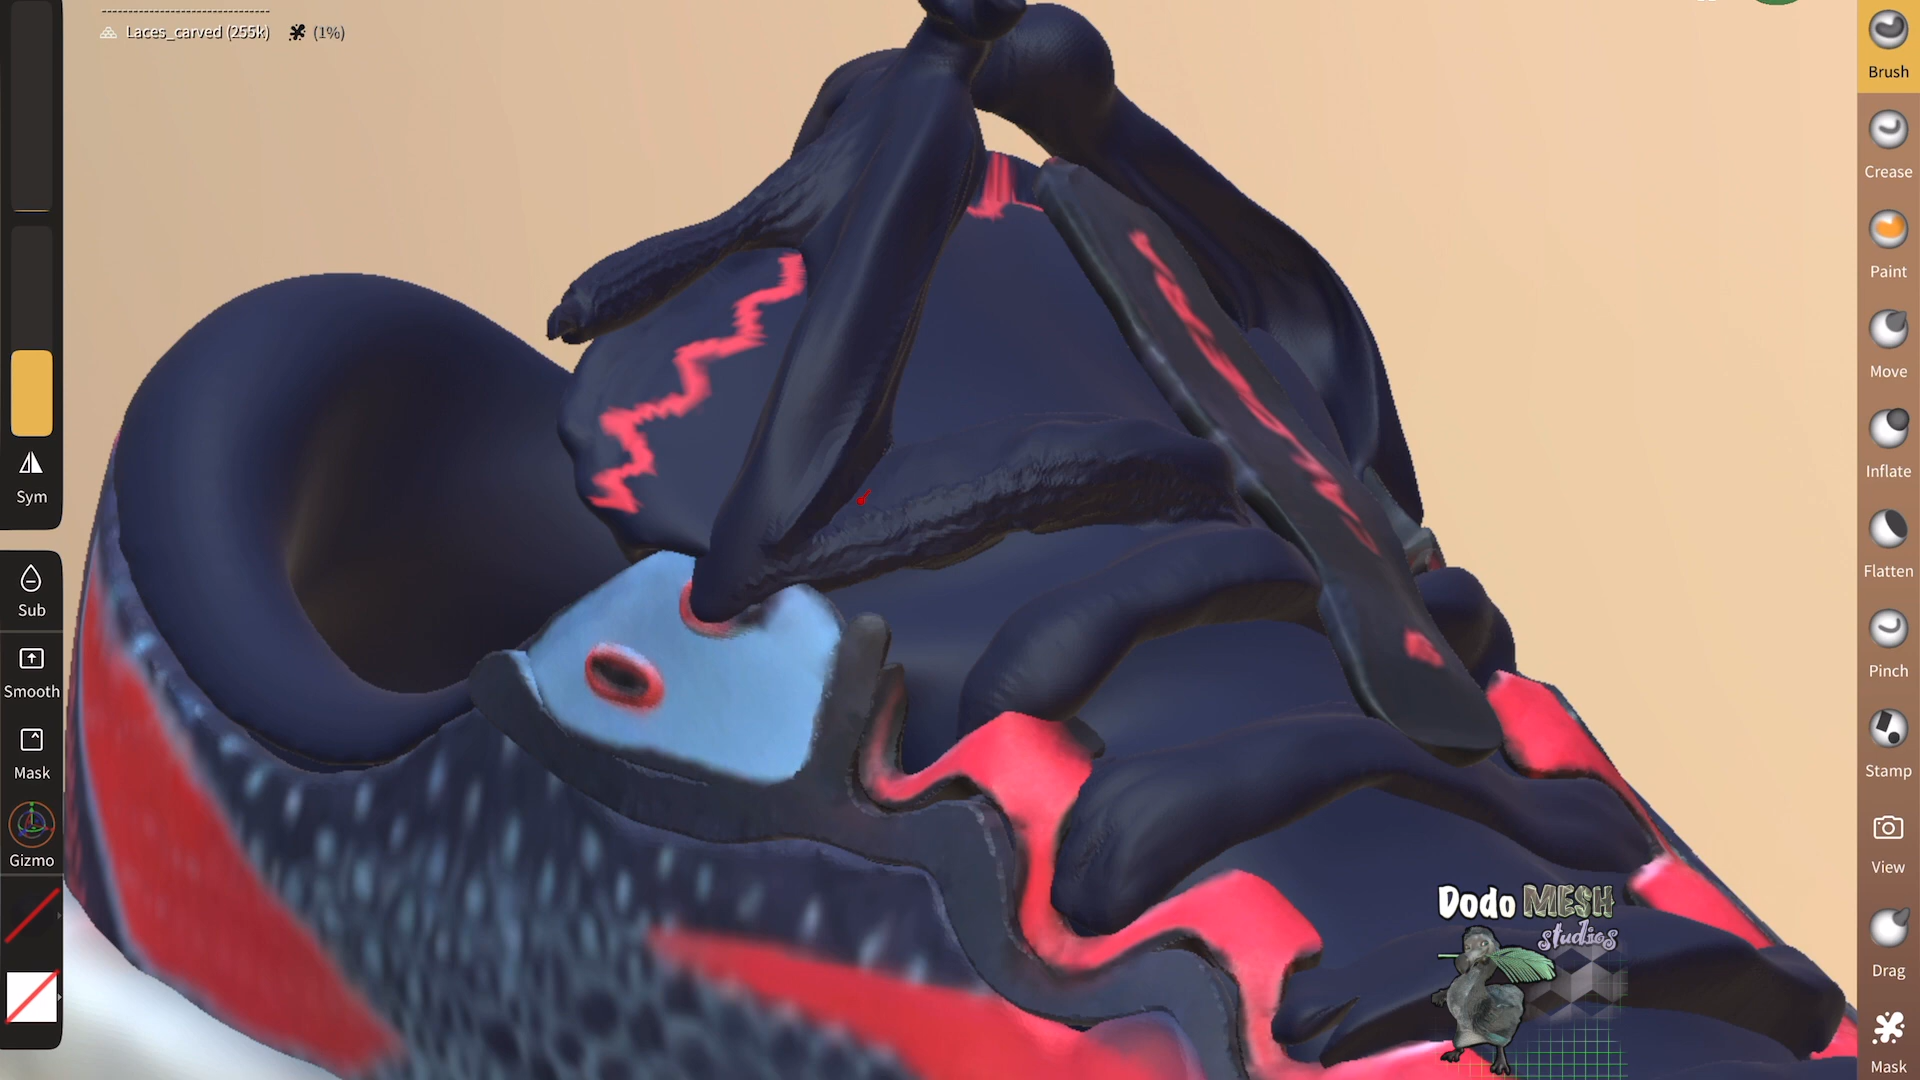 Laces_carved (255k) (1%)
Sym
Sub
Smooth
Mask
Gizmo
Brush
Crease
Paint
Move
Inflate
Flatten
Pinch
Stamp
View
Drag
Mask
Dodo MESH
studios